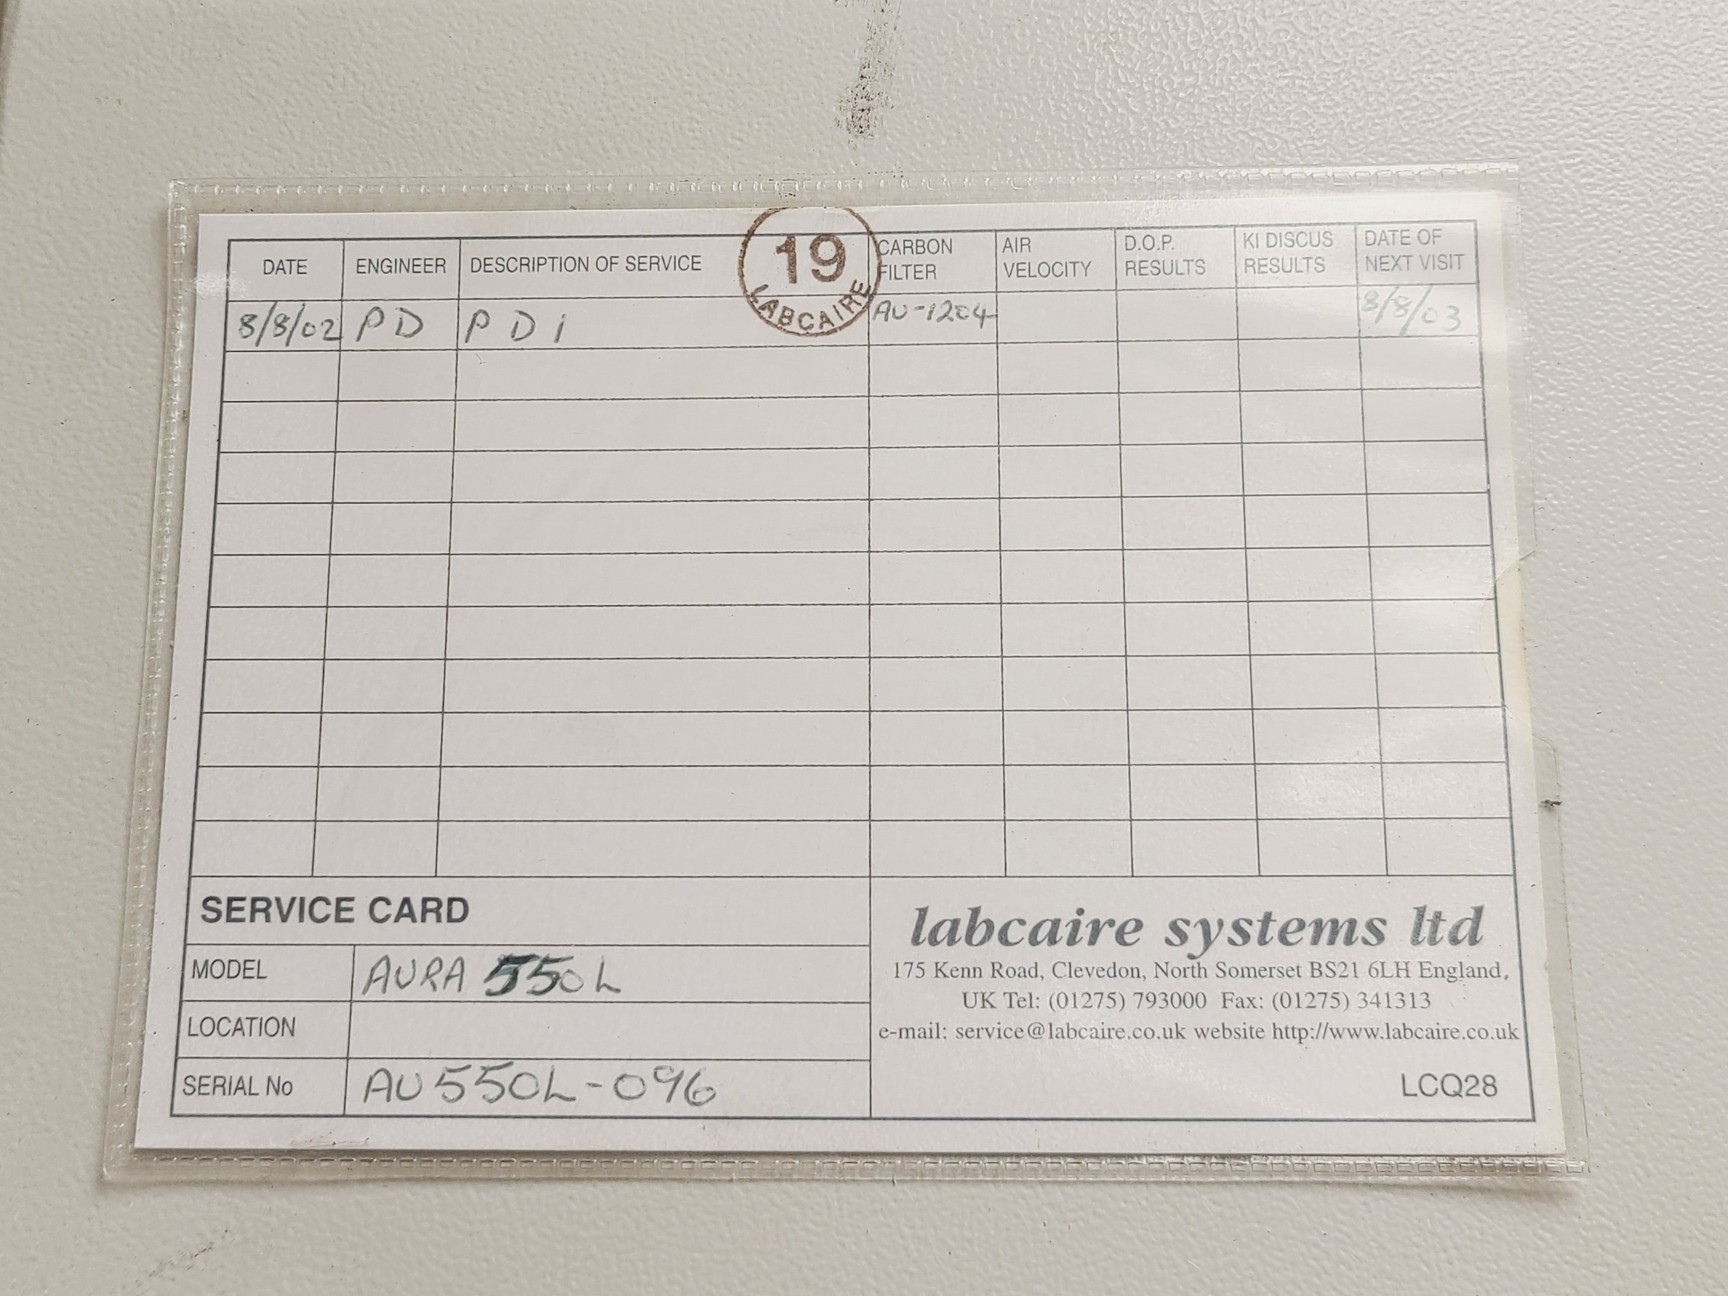 19
LABCAIRE
DATE ENGINEER DESCRIPTION OF SERVICE CARBON FILTER AIR VELOCITY D.O.P. RESULTS KI DISCUS RESULTS DATE OF NEXT VISIT
8/8/02 PD PDI AU-1204 8/8/03
SERVICE CARD
MODEL AURA 550L
LOCATION
SERIAL No AU550L-096
labcaire systems ltd
175 Kenn Road, Clevedon, North Somerset BS21 6LH England,
UK Tel: (01275) 793000 Fax: (01275) 341313
e-mail: service@labcaire.co.uk website http://www.labcaire.co.uk
LCQ28